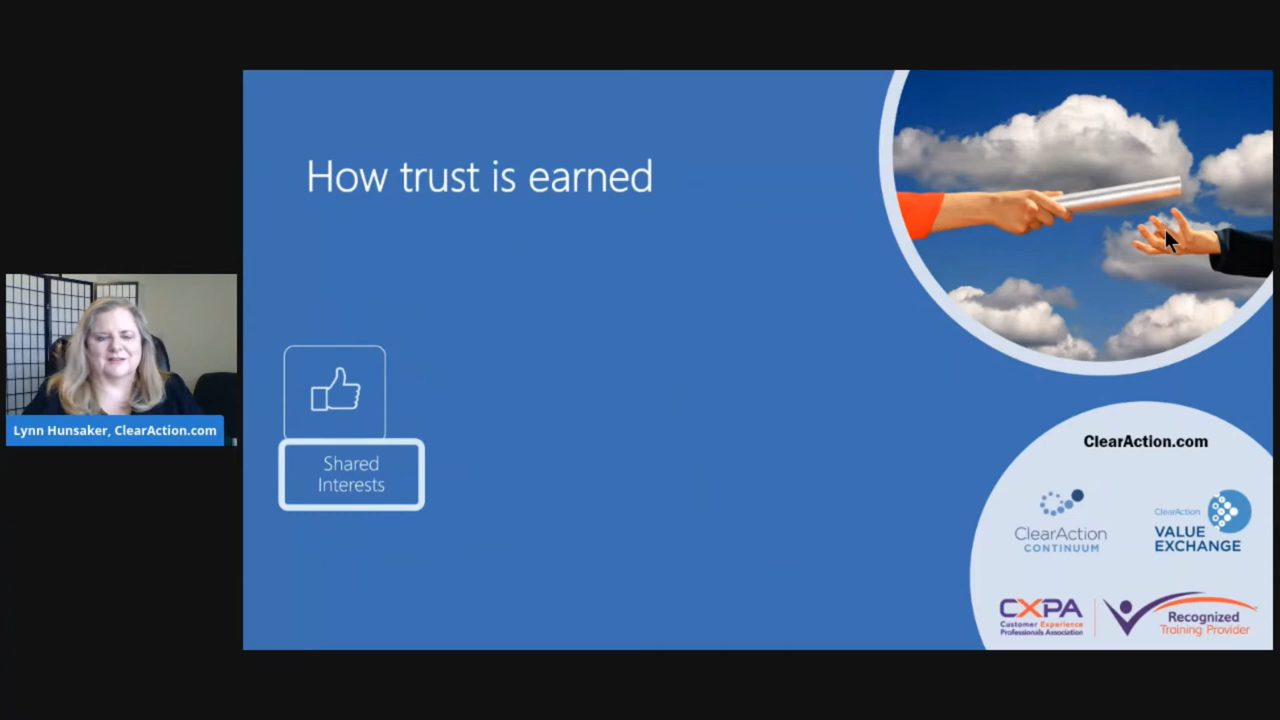 How trust is earned
Shared
Interests
Lynn Hunsaker, ClearAction.com
ClearAction.com
ClearAction
CONTINUUM
ClearAction
VALUE
EXCHANGE
CXPA
Customer Experience
Professionals Association
Recognized
Training Provider